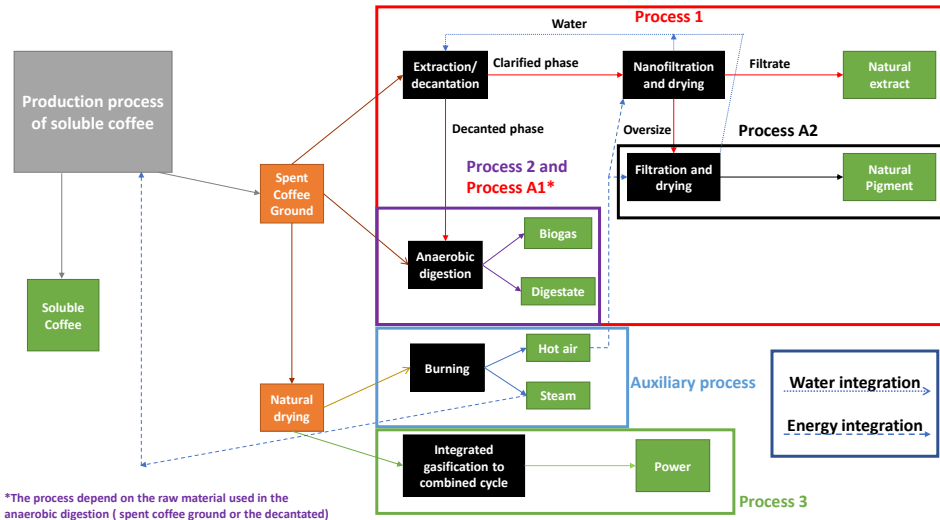 Water
Process 1
Production process
of soluble coffee
Extraction/
decantation
Clarified phase
Nanofiltration
and drying
Filtrate
Natural
extract
Decanted phase
Oversize
Process A2
Process 2 and
Process A1*
Spent
Coffee
Ground
Filtration and
drying
Natural
Pigment
Anaerobic
digestion
Biogas
Digestate
Soluble
Coffee
Burning
Hot air
Steam
Auxiliary process
Natural
drying
Water integration
Energy integration
Integrated
gasification to
combined cycle
Power
Process 3
*The process depend on the raw material used in the
anaerobic digestion ( spent coffee ground or the decantated)